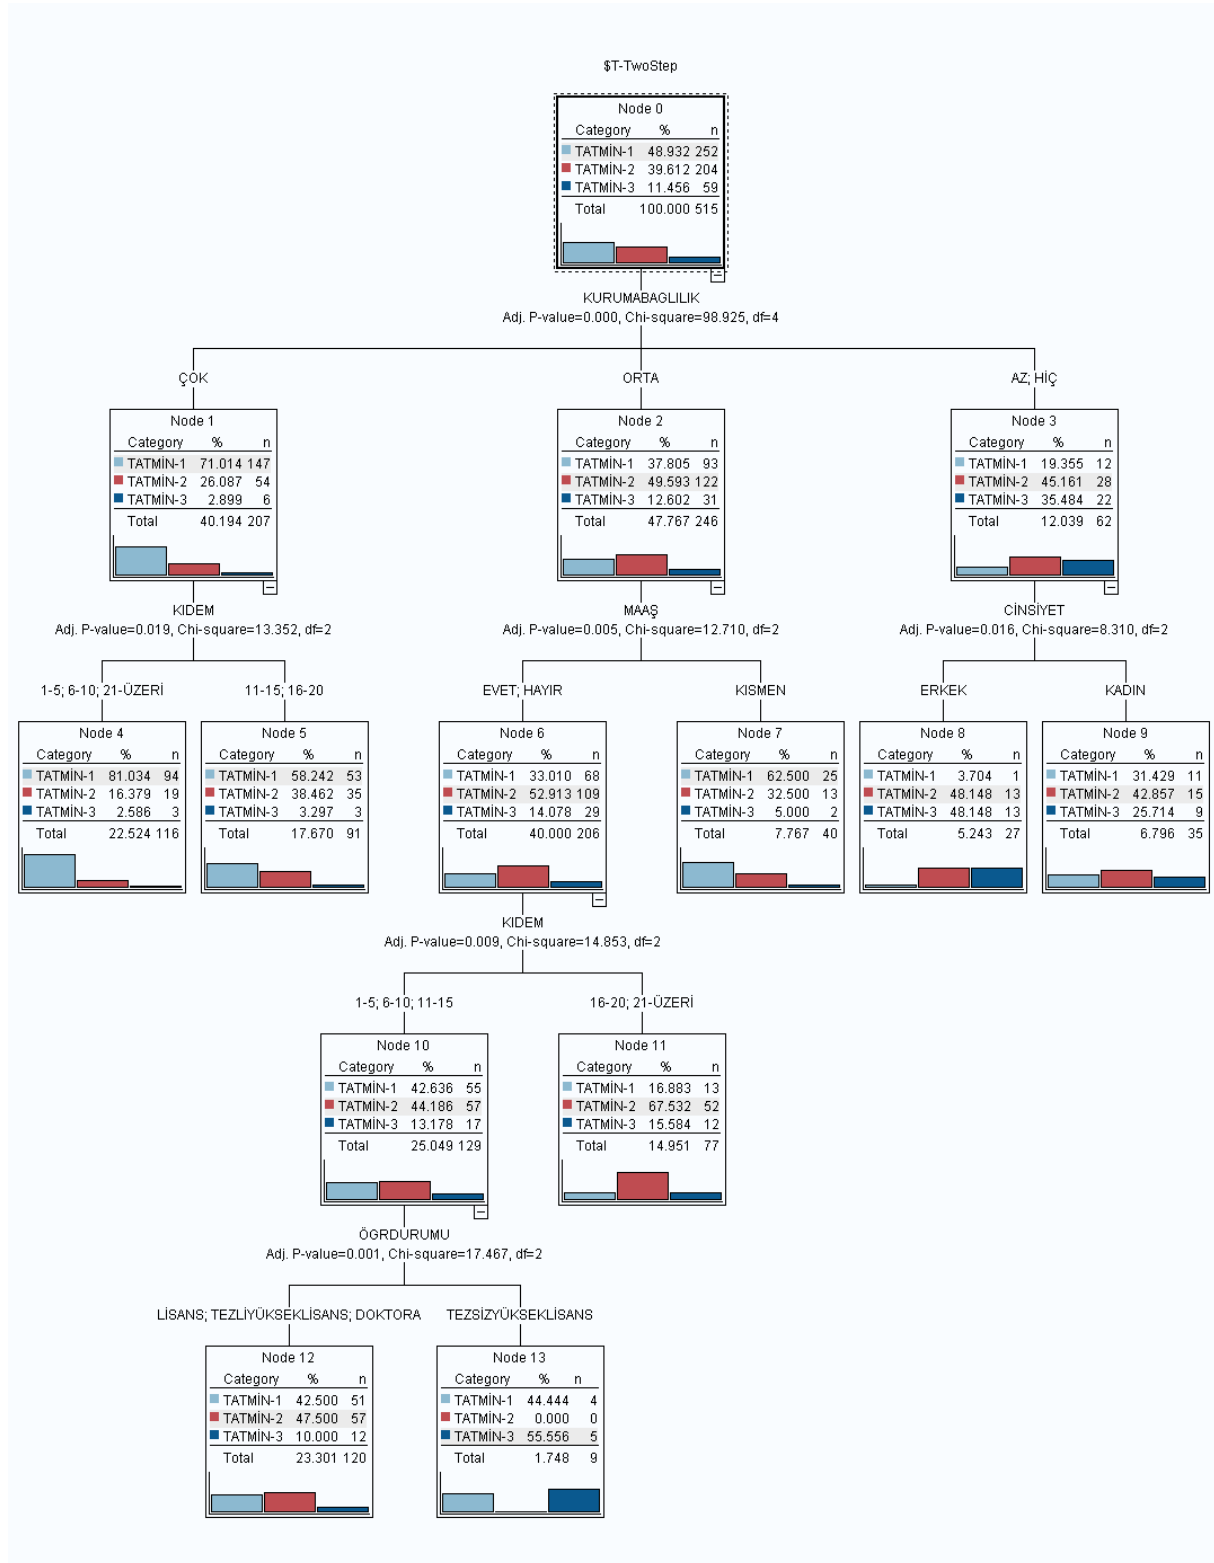 $T-TwoStep
Node 0
Category % n
TATMİN-1 48.932 252
TATMİN-2 39.612 204
TATMİN-3 11.456 59
Total 100.000 515
KURUMABAGLILIK
Adj. P-value=0.000, Chi-square=98.925, df=4
ÇOK
ORTA
AZ; HİÇ
Node 1
Category % n
TATMİN-1 71.014 147
TATMİN-2 26.087 54
TATMİN-3 2.899 6
Total 40.194 207
Node 2
Category % n
TATMİN-1 37.805 93
TATMİN-2 49.593 122
TATMİN-3 12.602 31
Total 47.767 246
Node 3
Category % n
TATMİN-1 19.355 12
TATMİN-2 45.161 28
TATMİN-3 35.484 22
Total 12.039 62
KIDEM
Adj. P-value=0.019, Chi-square=13.352, df=2
MAAŞ
Adj. P-value=0.005, Chi-square=12.710, df=2
CİNSİYET
Adj. P-value=0.016, Chi-square=8.310, df=2
1-5; 6-10; 21-ÜZERİ
11-15; 16-20
EVET; HAYIR
KISMEN
ERKEK
KADIN
Node 4
Category % n
TATMİN-1 81.034 94
TATMİN-2 16.379 19
TATMİN-3 2.586 3
Total 22.524 116
Node 5
Category % n
TATMİN-1 58.242 53
TATMİN-2 38.462 35
TATMİN-3 3.297 3
Total 17.670 91
Node 6
Category % n
TATMİN-1 33.010 68
TATMİN-2 52.913 109
TATMİN-3 14.078 29
Total 40.000 206
Node 7
Category % n
TATMİN-1 62.500 25
TATMİN-2 32.500 13
TATMİN-3 5.000 2
Total 7.767 40
Node 8
Category % n
TATMİN-1 3.704 1
TATMİN-2 48.148 13
TATMİN-3 48.148 13
Total 5.243 27
Node 9
Category % n
TATMİN-1 31.429 11
TATMİN-2 42.857 15
TATMİN-3 25.714 9
Total 6.796 35
KIDEM
Adj. P-value=0.009, Chi-square=14.853, df=2
1-5; 6-10; 11-15
16-20; 21-ÜZERİ
Node 10
Category % n
TATMİN-1 42.636 55
TATMİN-2 44.186 57
TATMİN-3 13.178 17
Total 25.049 129
Node 11
Category % n
TATMİN-1 16.883 13
TATMİN-2 67.532 52
TATMİN-3 15.584 12
Total 14.951 77
ÖGRDURUMU
Adj. P-value=0.001, Chi-square=17.467, df=2
LİSANS; TEZLİYÜKSEKLİSANS; DOKTORA
TEZSİZYÜKSEKLİSANS
Node 12
Category % n
TATMİN-1 42.500 51
TATMİN-2 47.500 57
TATMİN-3 10.000 12
Total 23.301 120
Node 13
Category % n
TATMİN-1 44.444 4
TATMİN-2 0.000 0
TATMİN-3 55.556 5
Total 1.748 9